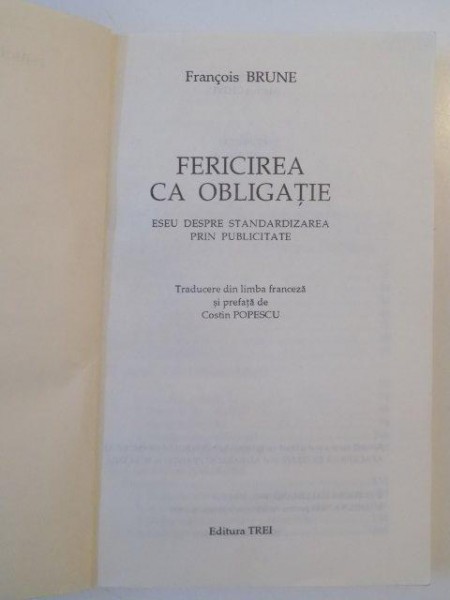 François BRUNE
FERICIREA
CA OBLIGAȚIE
ESEU DESPRE STANDARDIZAREA
PRIN PUBLICITATE
Traducere din limba franceză
și prefață de
Costin POPESCU
Editura TREI